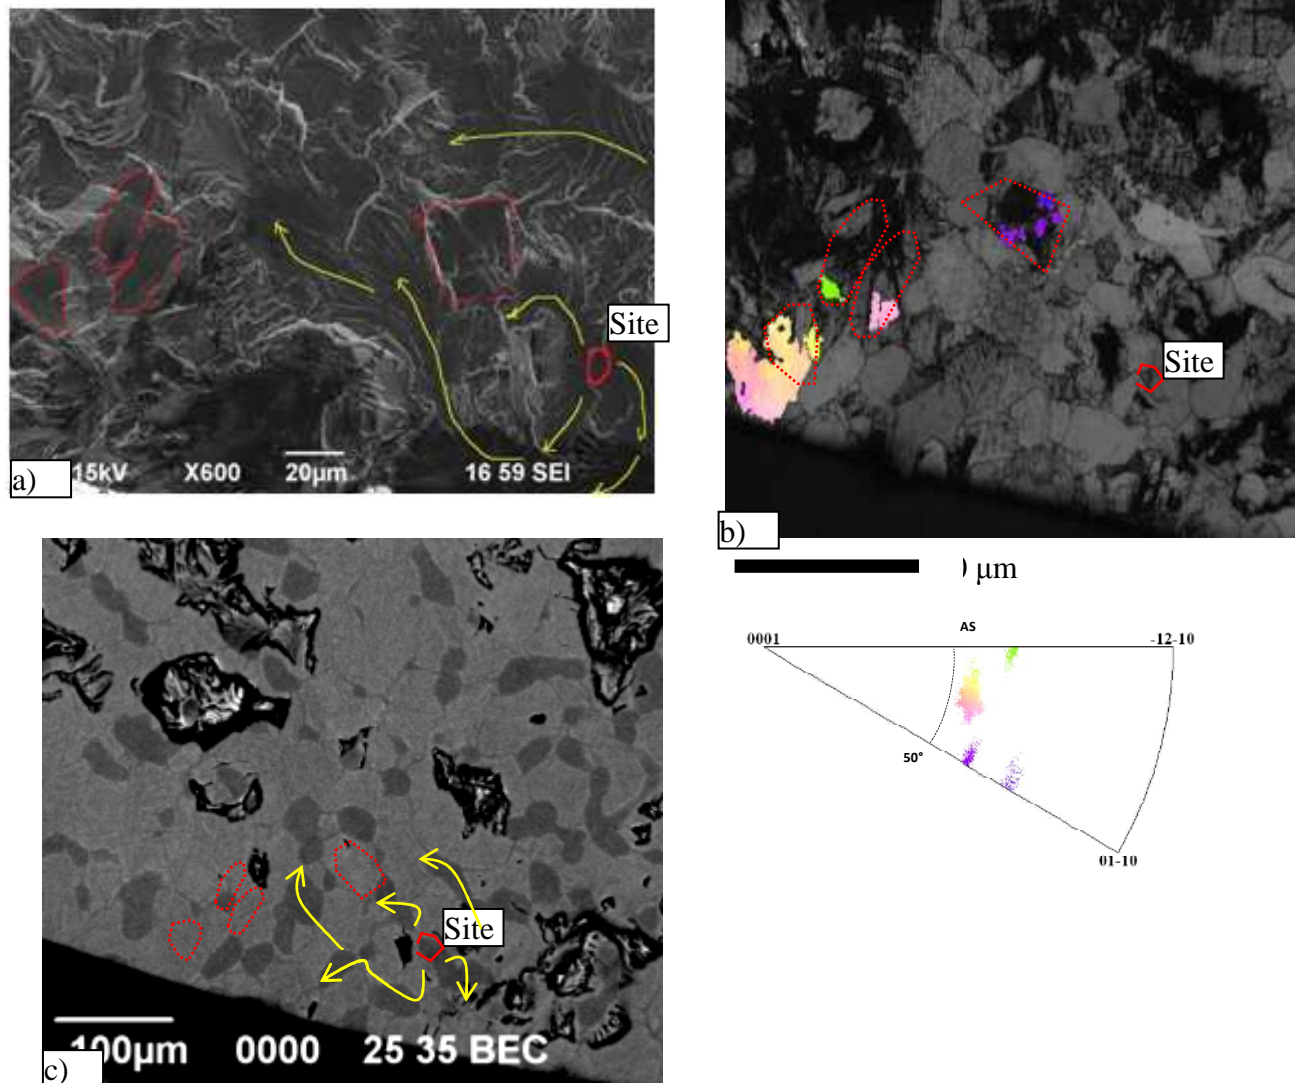 Site
15kV X600 20µm 16 59 SEI
a)
Site
b)
μm
AS
0001 -12-10
50°
01-10
Site
100µm 0000 25 35 BEC
c)